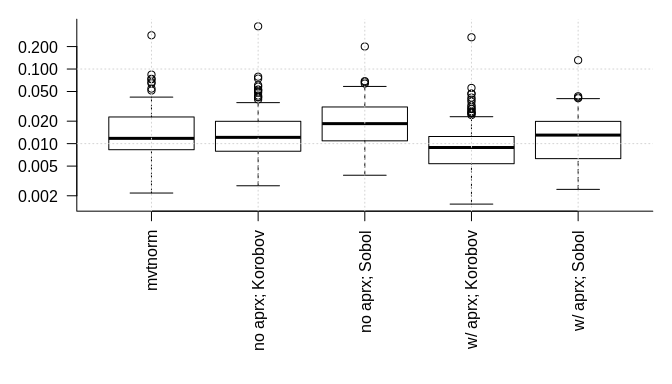 0.200
0.100
0.050
0.020
0.010
0.005
0.002
mvtnorm
no aprx; Korobov
no aprx; Sobol
w/ aprx; Korobov
w/ aprx; Sobol